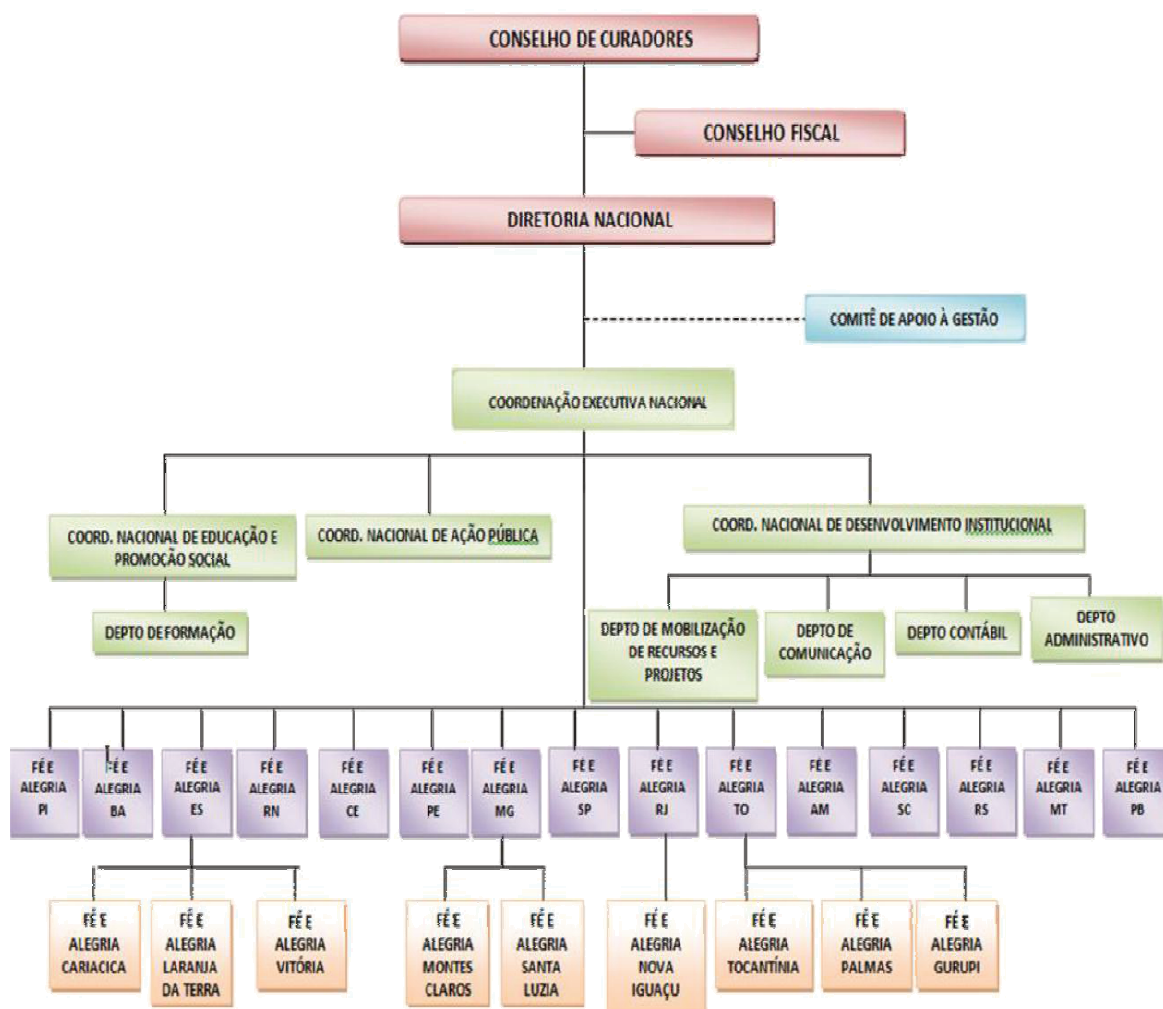 CONSELHO DE CURADORES
CONSELHO FISCAL
DIRETORIA NACIONAL
COMITÊ DE APOIO À GESTÃO
COORDENAÇÃO EXECUTIVA NACIONAL
COORD. NACIONAL DE EDUCAÇÃO E
PROMOÇÃO SOCIAL
COORD. NACIONAL DE AÇÃO PÚBLICA
COORD. NACIONAL DE DESENVOLVIMENTO INSTITUCIONAL
DEPTO DE FORMAÇÃO
DEPTO DE MOBILIZAÇÃO
DE RECURSOS E
PROJETOS
DEPTO DE
COMUNICAÇÃO
DEPTO CONTÁBIL
DEPTO
ADMINISTRATIVO
FÉ E
ALEGRIA
PI
FÉ E
ALEGRIA
BA
FÉ E
ALEGRIA
ES
FÉ E
ALEGRIA
RN
FÉ E
ALEGRIA
CE
FÉ E
ALEGRIA
PE
FÉ E
ALEGRIA
MG
FÉ E
ALEGRIA
SP
FÉ E
ALEGRIA
RJ
FÉ E
ALEGRIA
TO
FÉ E
ALEGRIA
AM
FÉ E
ALEGRIA
SC
FÉ E
ALEGRIA
RS
FÉ E
ALEGRIA
MT
FÉ E
ALEGRIA
PB
FÉ E
ALEGRIA
CARIACICA
FÉ E
ALEGRIA
LARANJA
DA TERRA
FÉ E
ALEGRIA
VITÓRIA
FÉ E
ALEGRIA
MONTES
CLAROS
FÉ E
ALEGRIA
SANTA
LUZIA
FÉ E
ALEGRIA
NOVA
IGUAÇU
FÉ E
ALEGRIA
TOCANTÍNIA
FÉ E
ALEGRIA
PALMAS
FÉ E
ALEGRIA
GURUPI